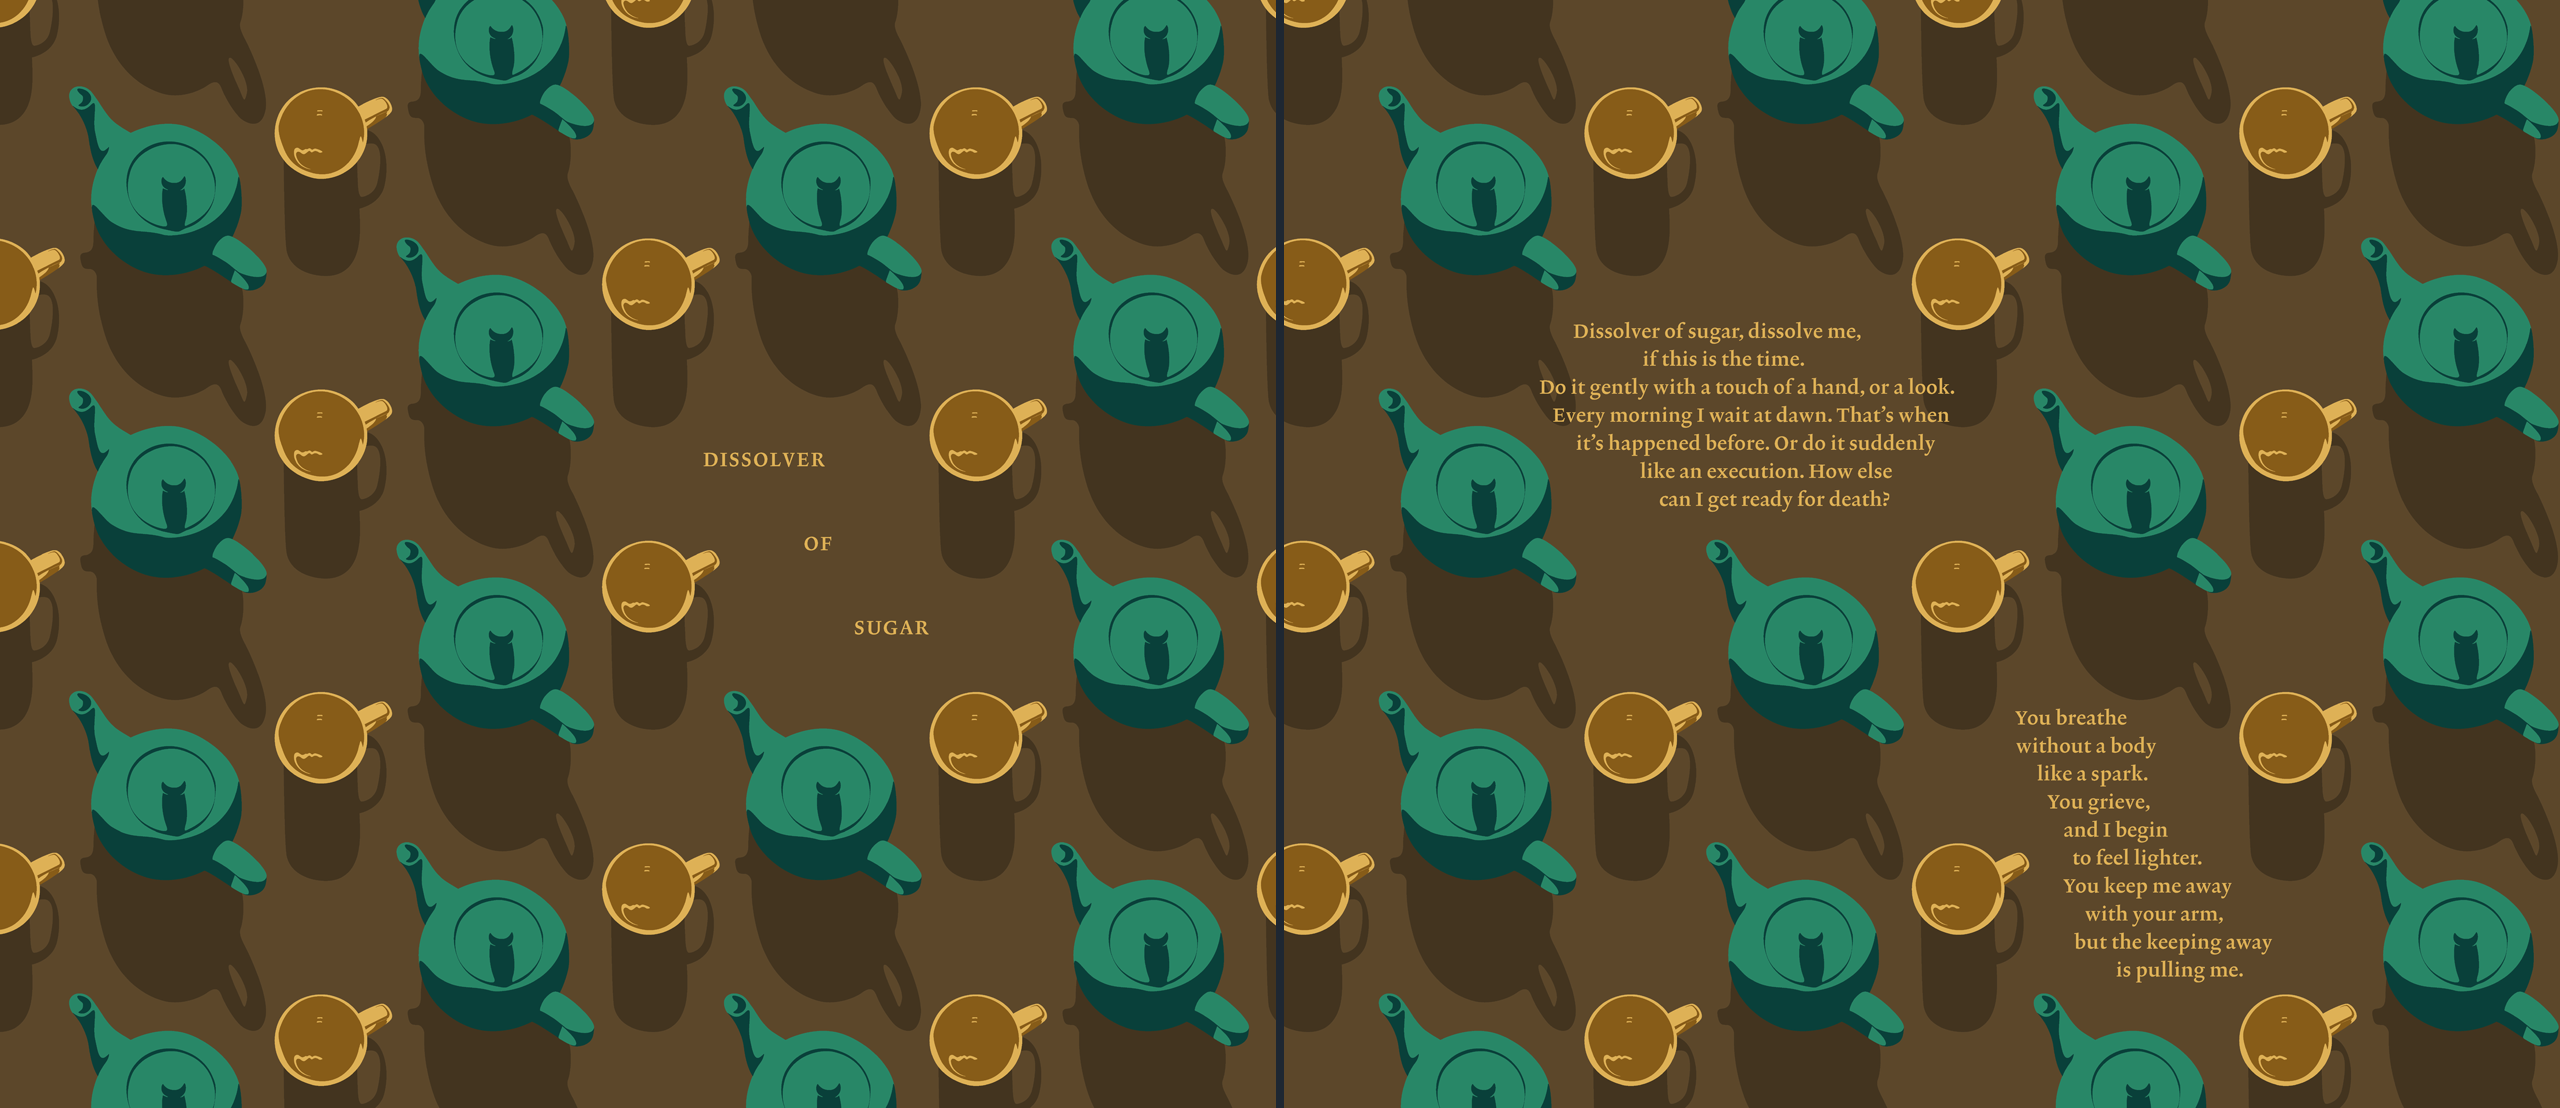 DISSOLVER
OF
SUGAR
Dissolver of sugar, dissolve me,
if this is the time.
Do it gently with a touch of a hand, or a look.
Every morning I wait at dawn. That’s when
it’s happened before. Or do it suddenly
like an execution. How else
can I get ready for death?
You breathe
without a body
like a spark.
You grieve,
and I begin
to feel lighter.
You keep me away
with your arm,
but the keeping away
is pulling me.